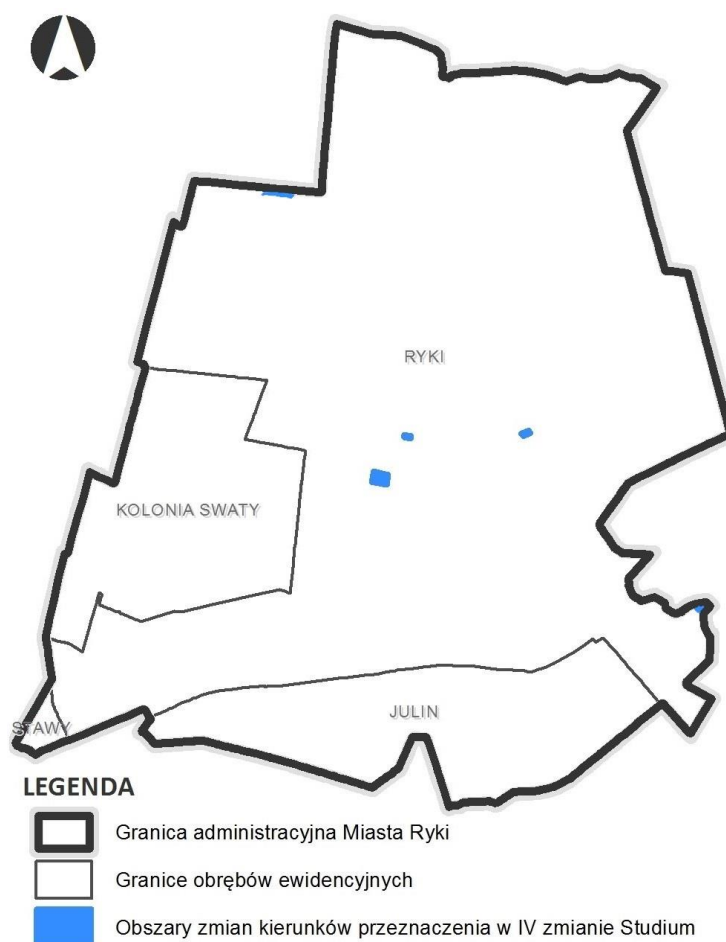 RYKI
KOLONIA SWATY
STAWY
JULIN
LEGENDA
Granica administracyjna Miasta Ryki
Granice obrębów ewidencyjnych
Obszary zmian kierunków przeznaczenia w IV zmianie Studium